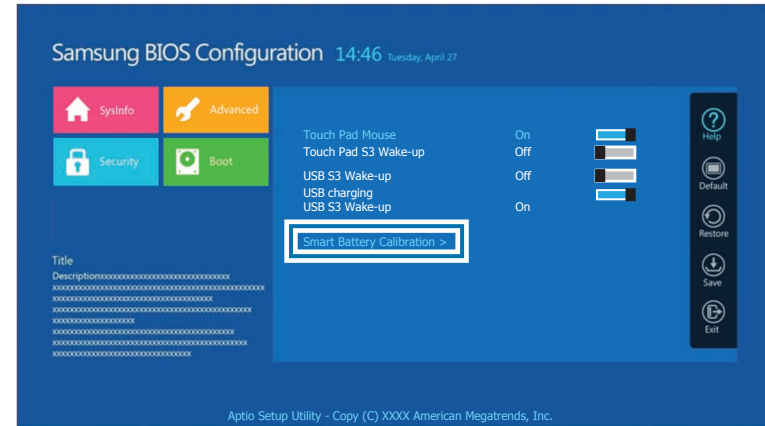 Samsung BIOS Configuration 14:46 Tuesday, April 27
SysInfo
Advanced
Security
Boot
Touch Pad Mouse On
Touch Pad S3 Wake-up Off
USB S3 Wake-up Off
USB charging
USB S3 Wake-up On
Smart Battery Calibration >
Help
Default
Restore
Save
Exit
Title
Descriptionxxxxxxxxxxxxxxxxxxxxxxxxxxxxx
Aptio Setup Utility - Copy (C) XXXX American Megatrends, Inc.